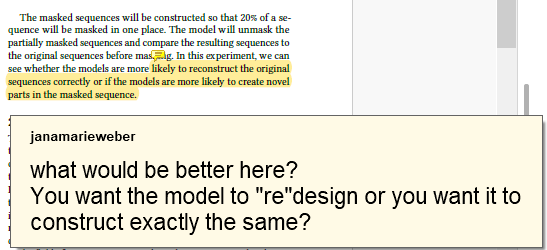 The masked sequences will be constructed so that 20% of a se-
quence will be masked in one place. The model will unmask the
partially masked sequences and compare the resulting sequences to
the original sequences before mas g. In this experiment, we can
see whether the models are more likely to reconstruct the original
sequences correctly or if the models are more likely to create novel
parts in the masked sequence.
janamarieweber
what would be better here?
You want the model to "re"design or you want it to
construct exactly the same?